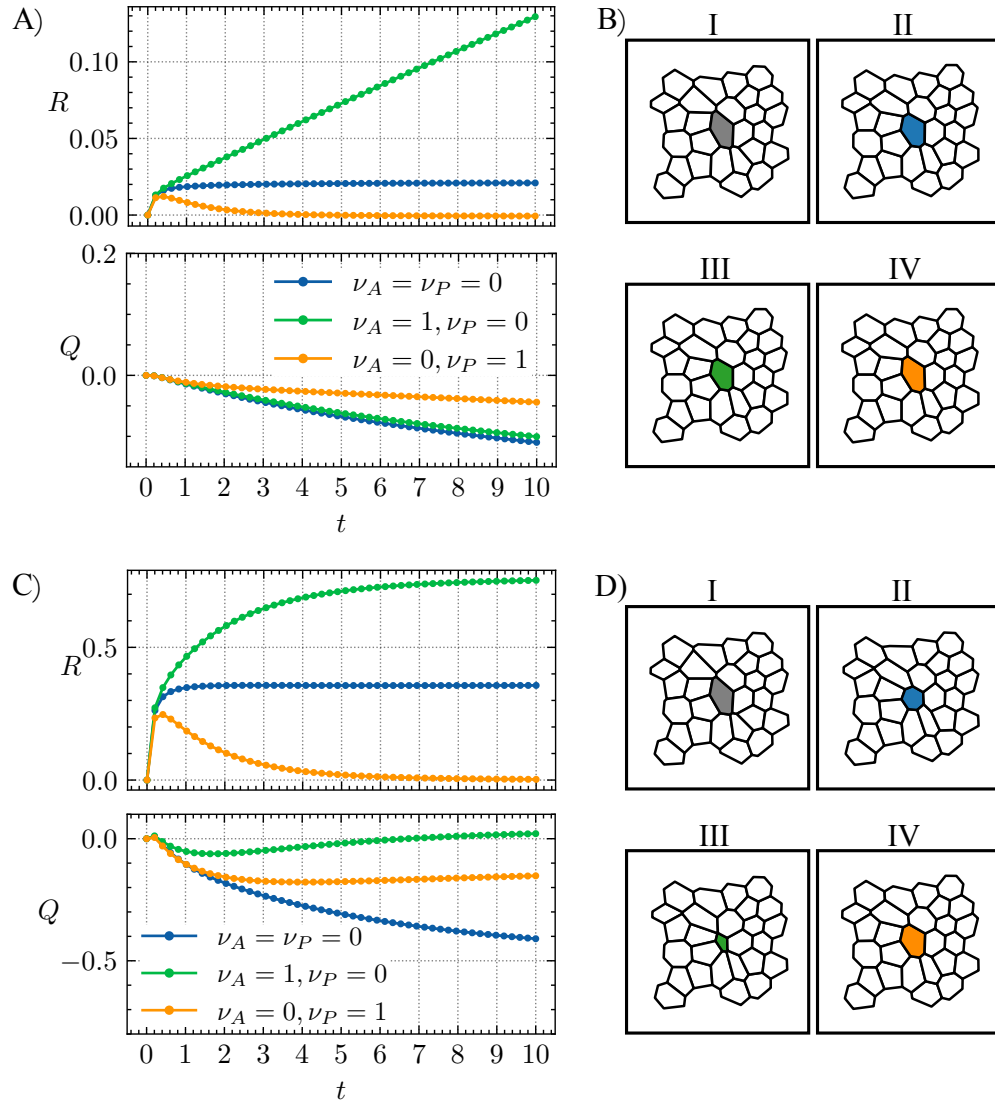 A)
R
0.10
0.05
0.00
Q
0.2
0.0
ν_A = ν_P = 0
ν_A = 1, ν_P = 0
ν_A = 0, ν_P = 1
0 1 2 3 4 5 6 7 8 9 10
t
B)
I II
III IV
C)
R
0.5
0.0
Q
0.0
−0.5
ν_A = ν_P = 0
ν_A = 1, ν_P = 0
ν_A = 0, ν_P = 1
0 1 2 3 4 5 6 7 8 9 10
t
D)
I II
III IV